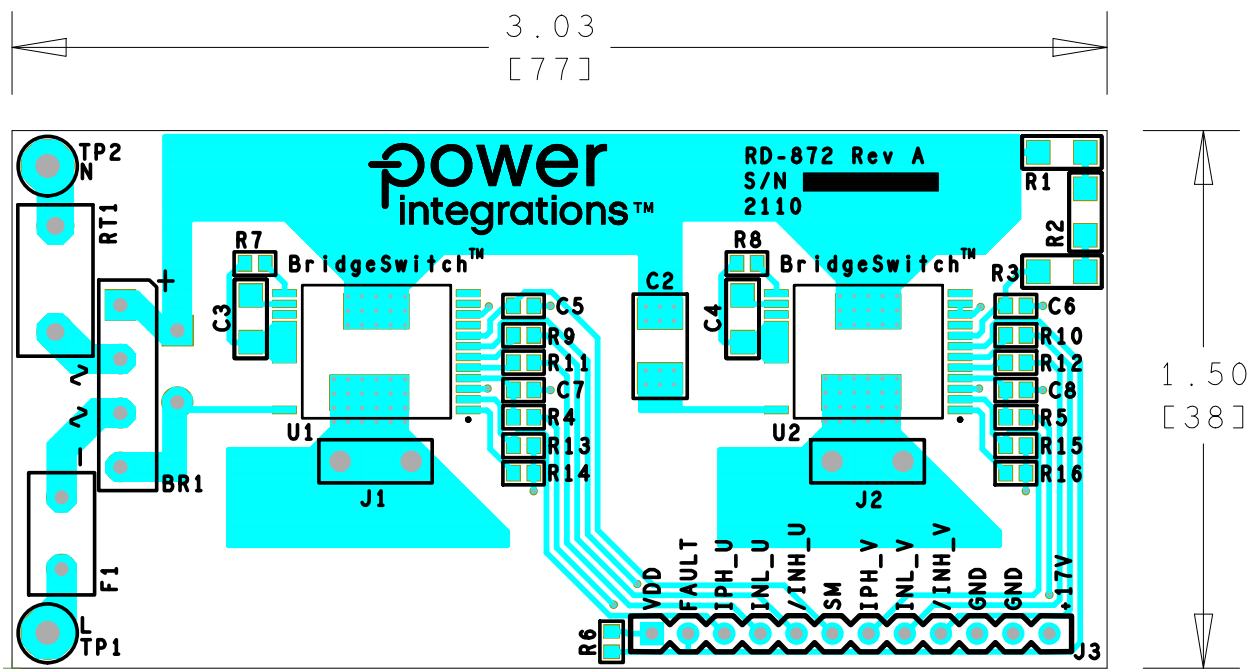 3.03
[77]
TP2
N
RT1
power
integrations™
RD-872 Rev A
S/N
2110
R1
R2
R3
R7
BridgeSwitch™
R8
BridgeSwitch™
+
~
~
-
BR1
C3
U1
C5
R9
R11
C7
R4
R13
R14
C2
C4
U2
C6
R10
R12
C8
R5
R15
R16
1.50
[38]
J1
J2
F1
L
TP1
R6
VDD
FAULT
IPH_U
INL_U
/INH_U
SM
IPH_V
INL_V
/INH_V
GND
GND
+17V
J3